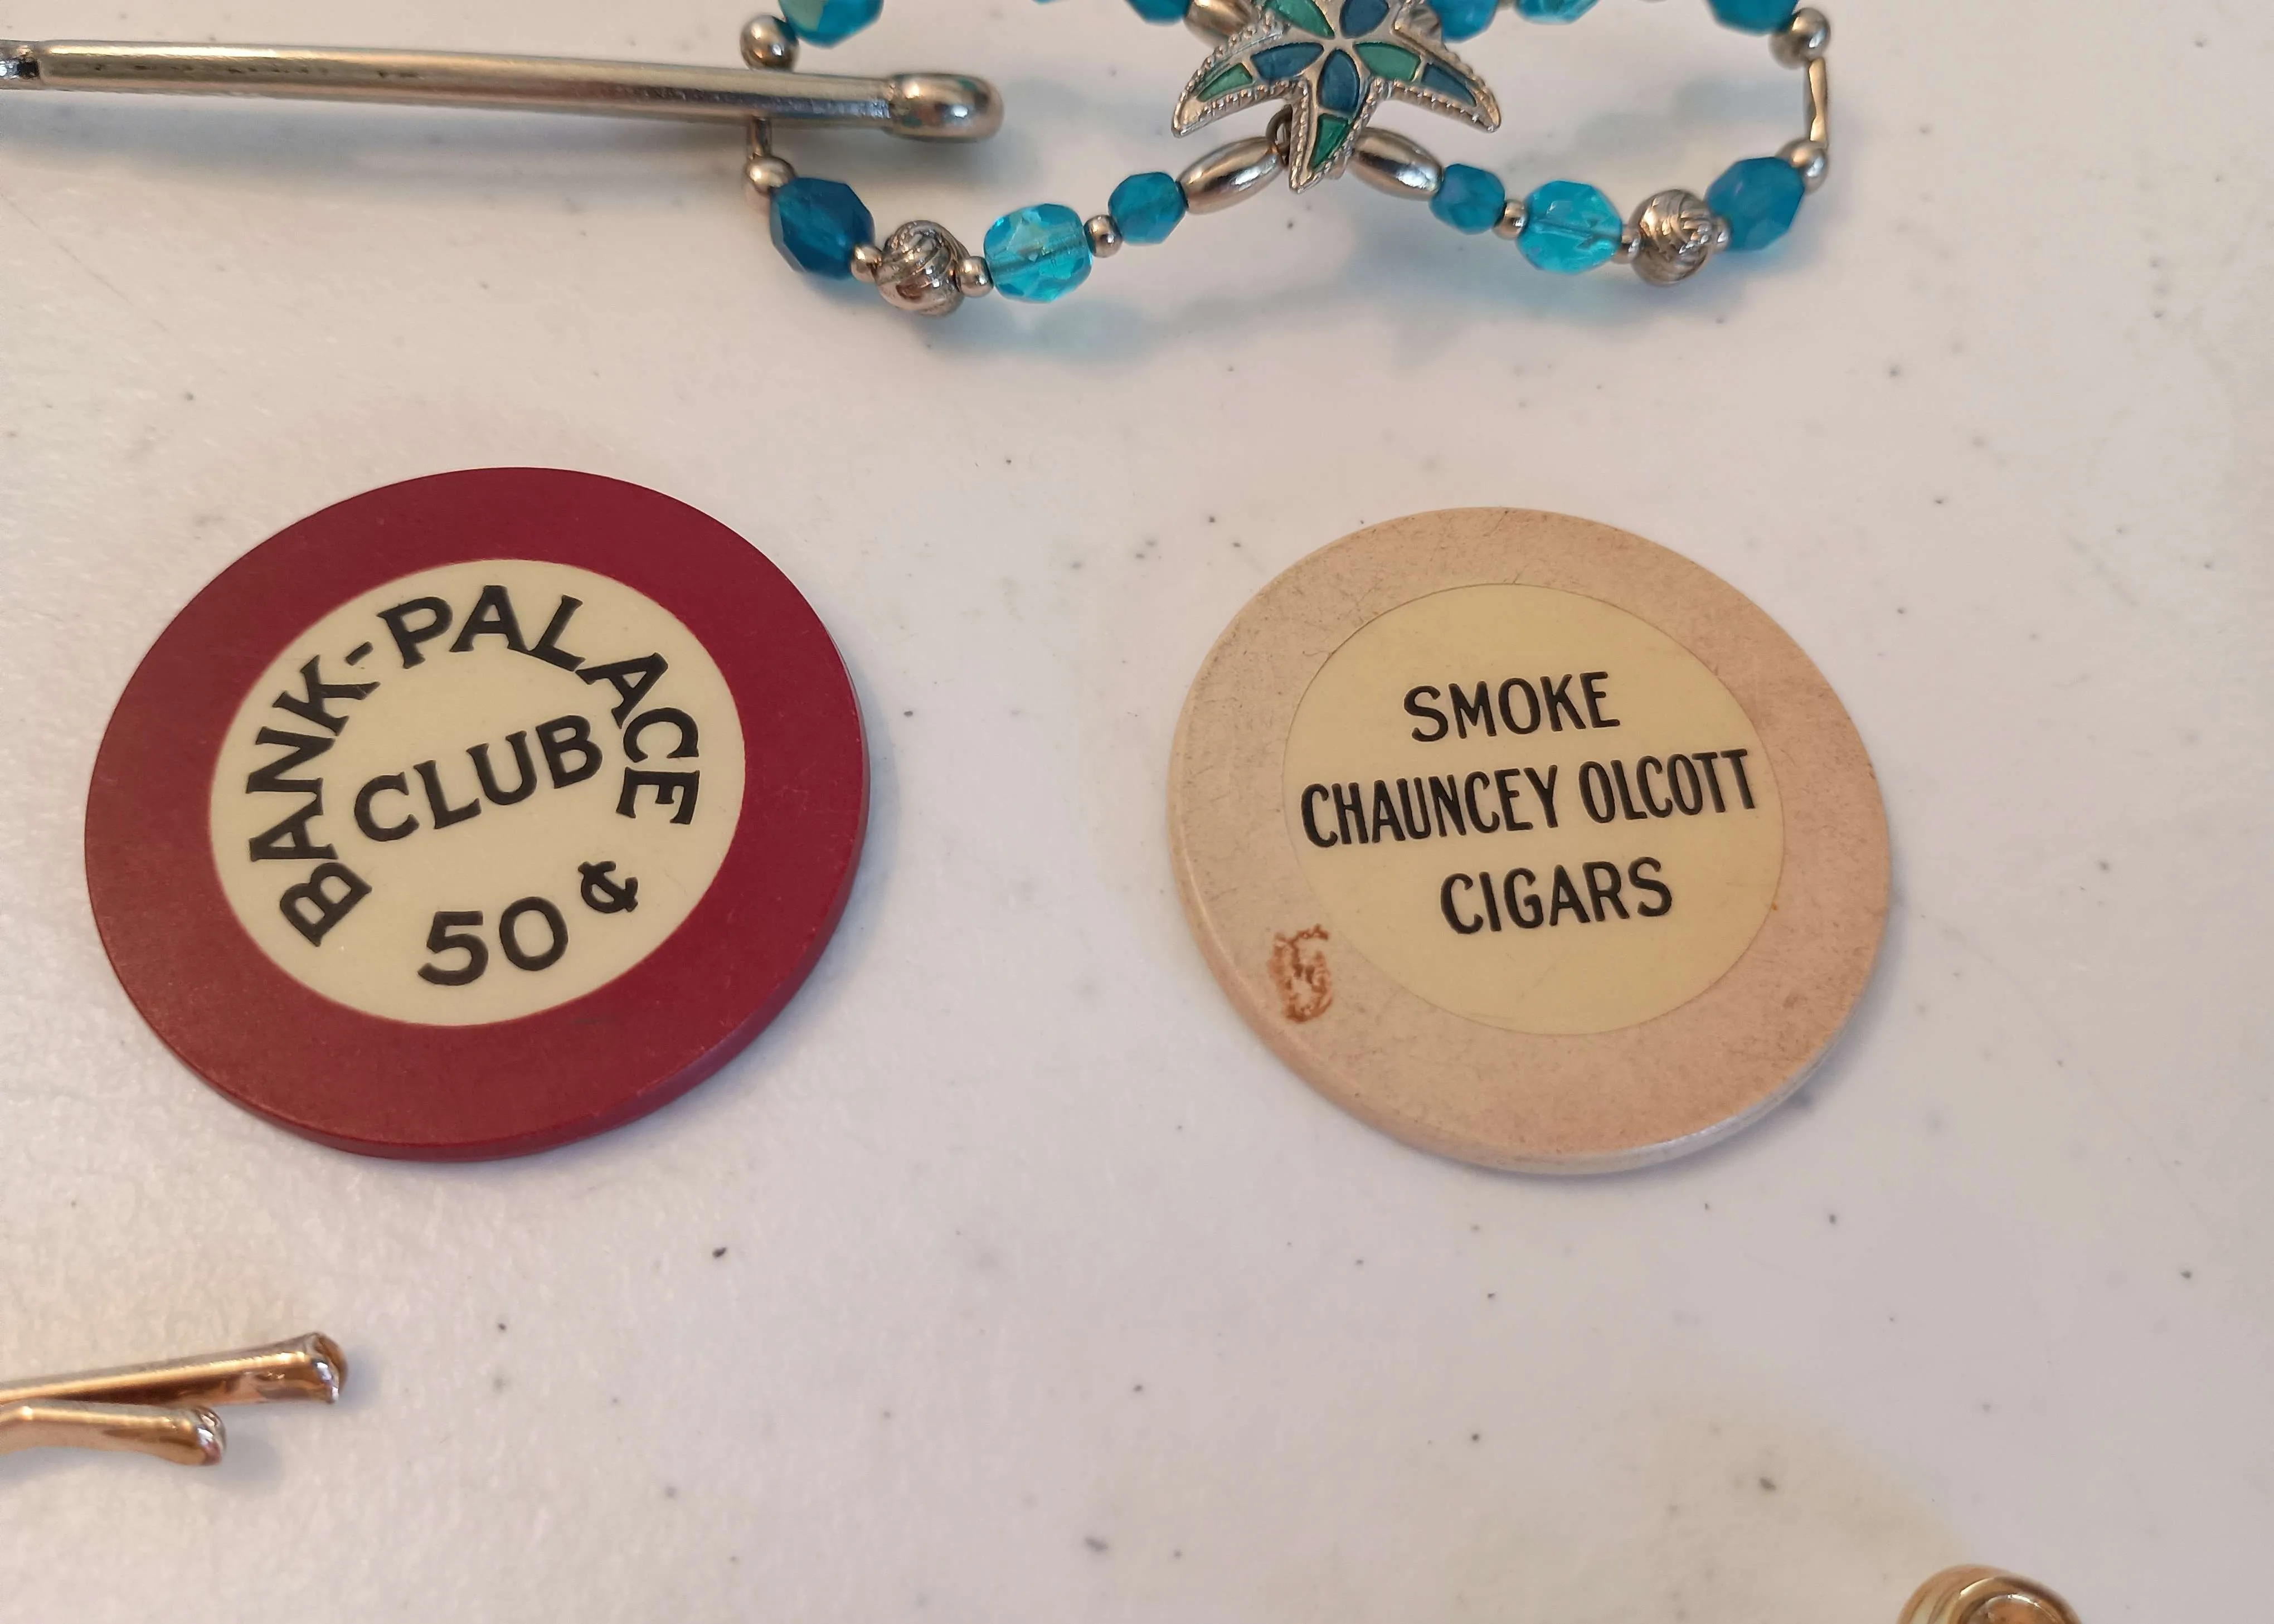 BANK-PALACE
CLUB
50¢
SMOKE
CHAUNCEY OLCOTT
CIGARS